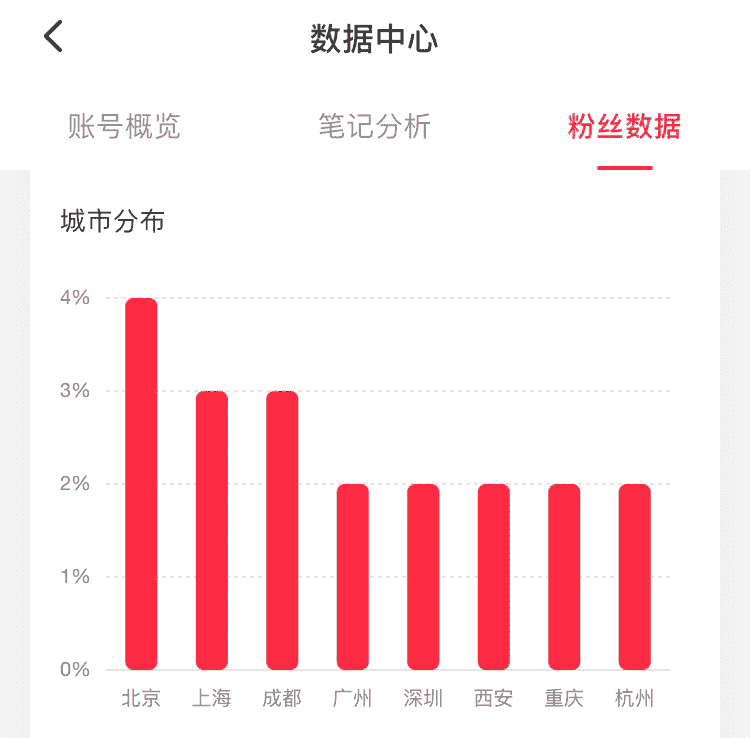 数据中心
账号概览 笔记分析 粉丝数据
城市分布
4%
3%
2%
1%
0%
北京 上海 成都 广州 深圳 西安 重庆 杭州